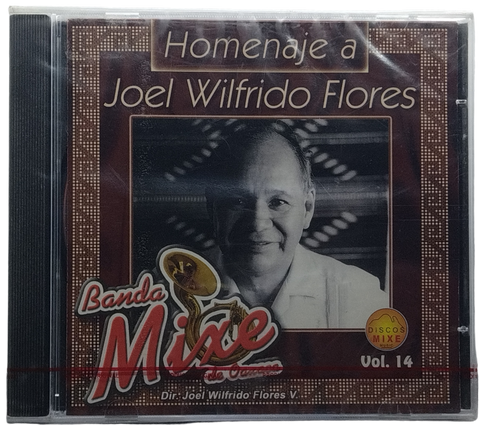 Homenaje a
Joel Wilfrido Flores
Banda
Mixe
de Oaxaca
DISCOS
MIXE
Vol. 14
Dir. Joel Wilfrido Flores V.